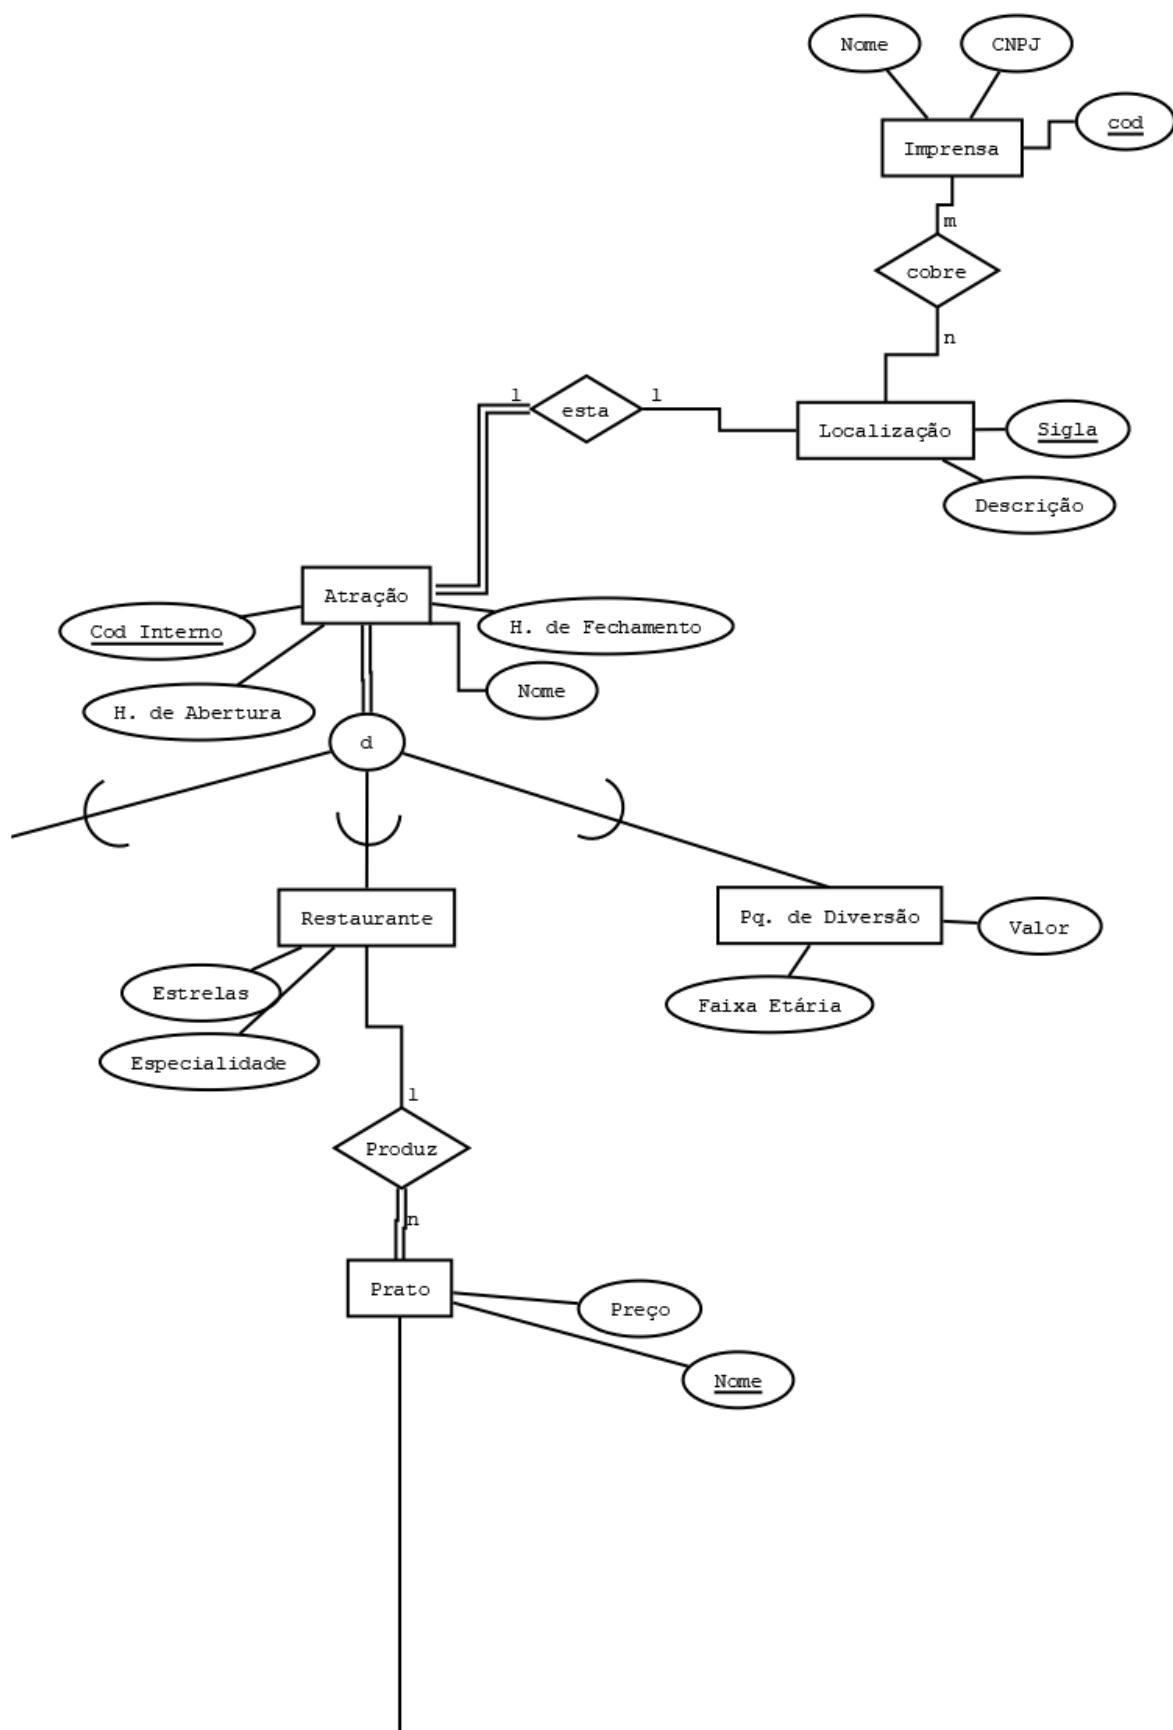 Nome
CNPJ
cod
Imprensa
m
cobre
n
1
esta
1
Localização
Sigla
Descrição
Atração
Cod Interno
H. de Fechamento
H. de Abertura
Nome
d
Restaurante
Pq. de Diversão
Valor
Estrelas
Faixa Etária
Especialidade
1
Produz
n
Prato
Preço
Nome